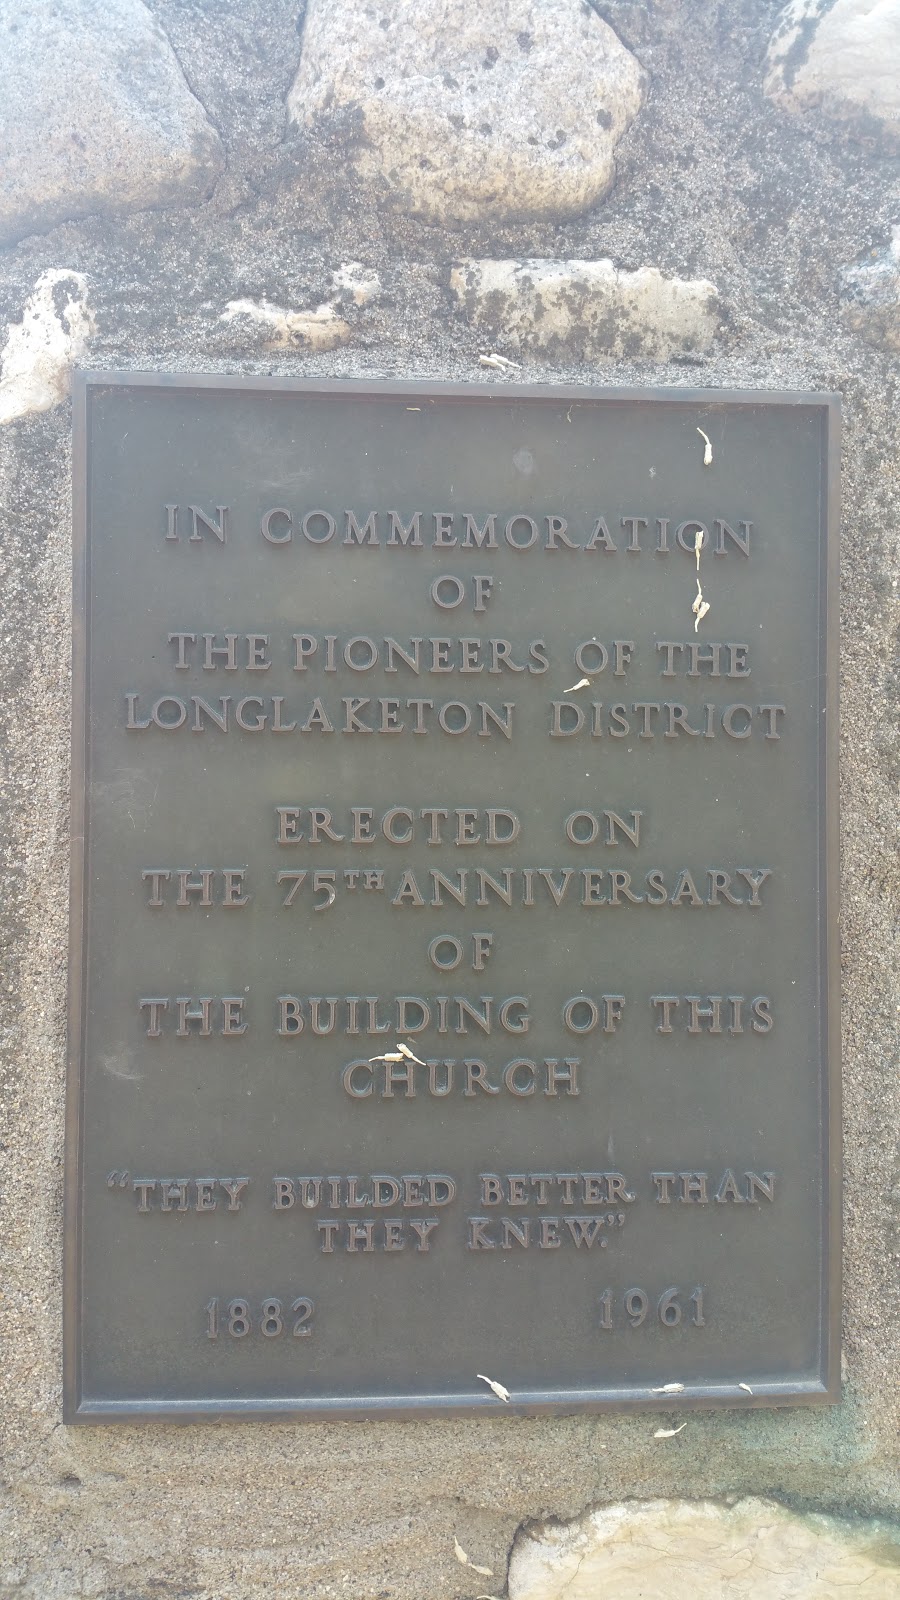 IN COMMEMORATION
OF
THE PIONEERS OF THE
LONGLAKETON DISTRICT
ERECTED ON
THE 75TH ANNIVERSARY
OF
THE BUILDING OF THIS
CHURCH
"THEY BUILDED BETTER THAN
THEY KNEW."
1882 1961